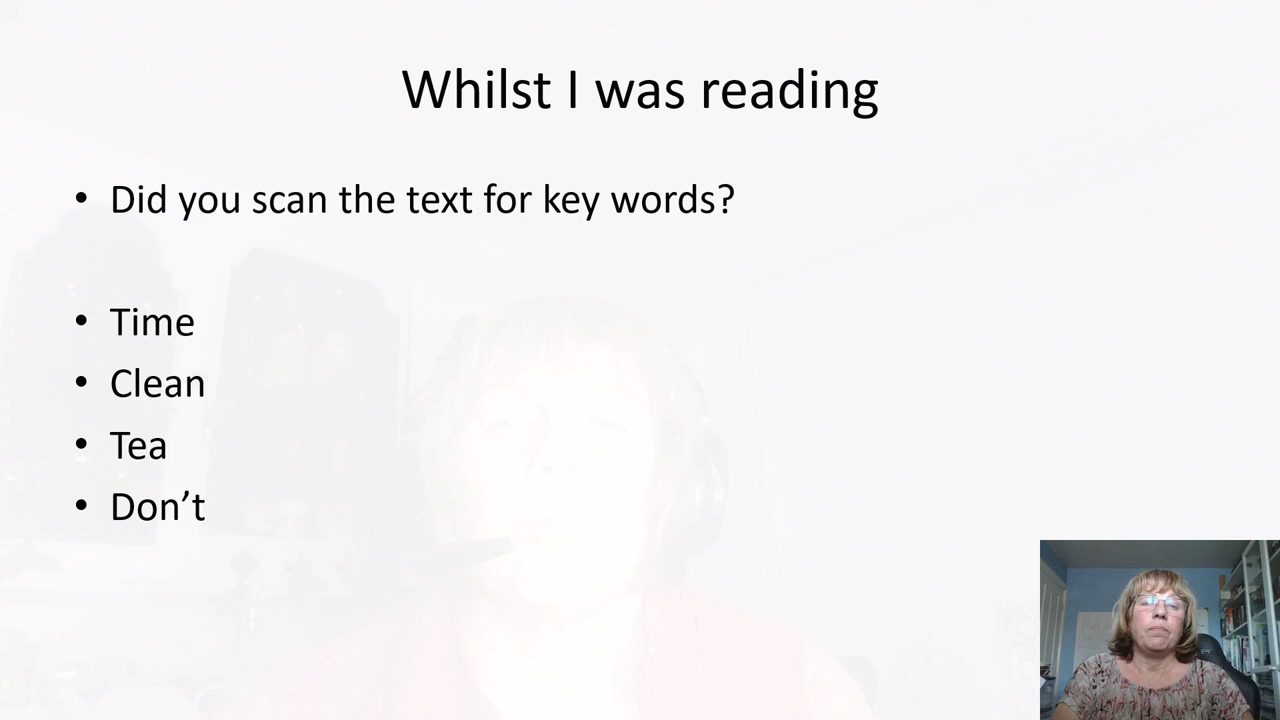 Whilst I was reading
• Did you scan the text for key words?
• Time
• Clean
• Tea
• Don’t